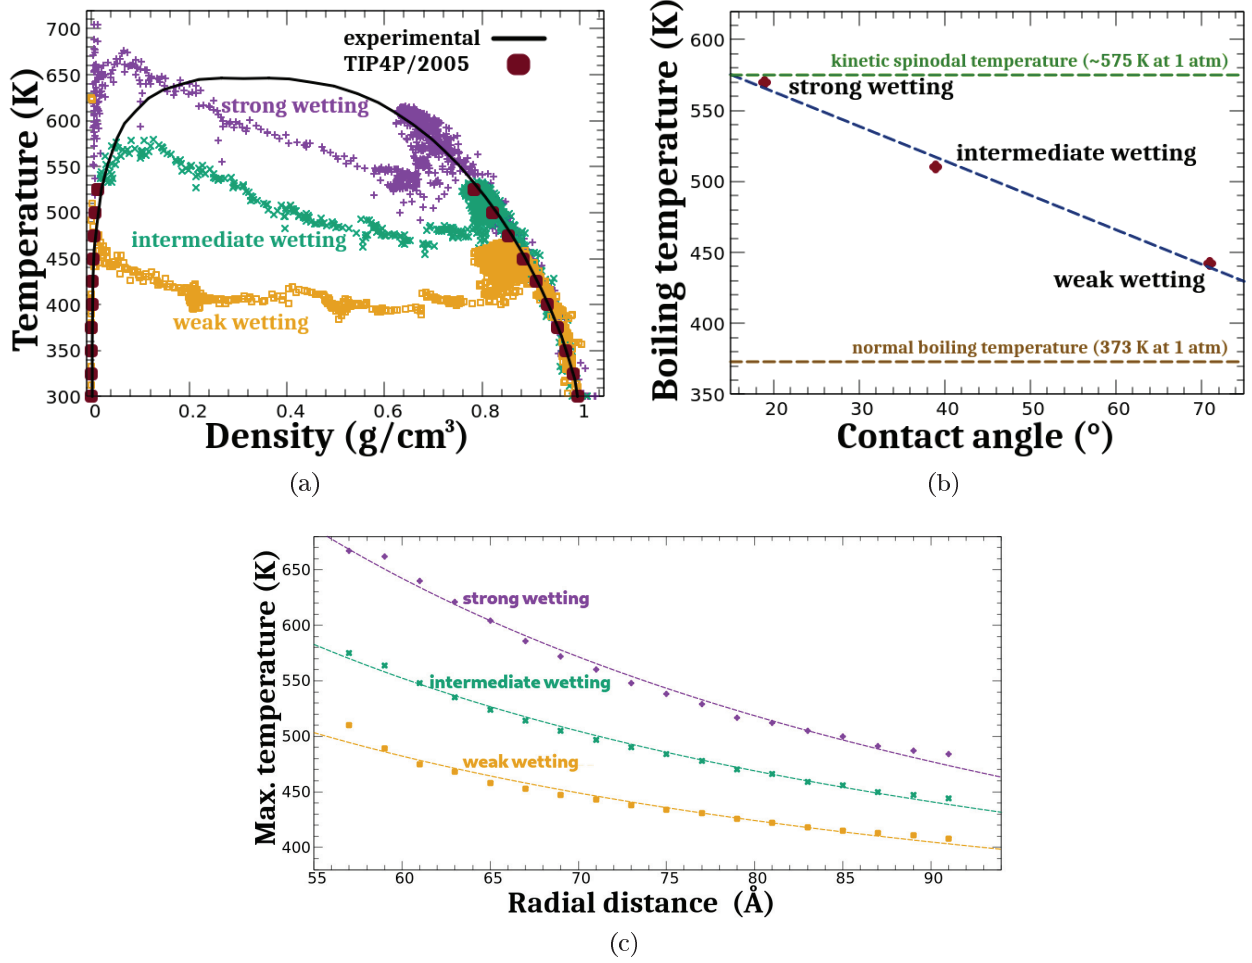 Temperature (K)
700
650
600
550
500
450
400
350
300
experimental
TIP4P/2005
strong wetting
intermediate wetting
weak wetting
0
0.2
0.4
0.6
0.8
1
Density (g/cm³)
(a)
Boiling temperature (K)
600
550
500
450
400
350
kinetic spinodal temperature (~575 K at 1 atm)
strong wetting
intermediate wetting
weak wetting
normal boiling temperature (373 K at 1 atm)
20
30
40
50
60
70
Contact angle (°)
(b)
Max. temperature (K)
650
600
550
500
450
400
strong wetting
intermediate wetting
weak wetting
55
60
65
70
75
80
85
90
Radial distance (Å)
(c)